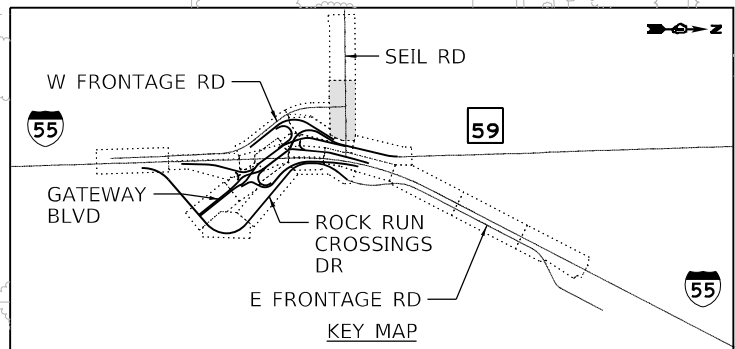 Z
SEIL RD
W FRONTAGE RD
55
59
GATEWAY
BLVD
ROCK RUN
CROSSINGS
DR
E FRONTAGE RD
55
KEY MAP